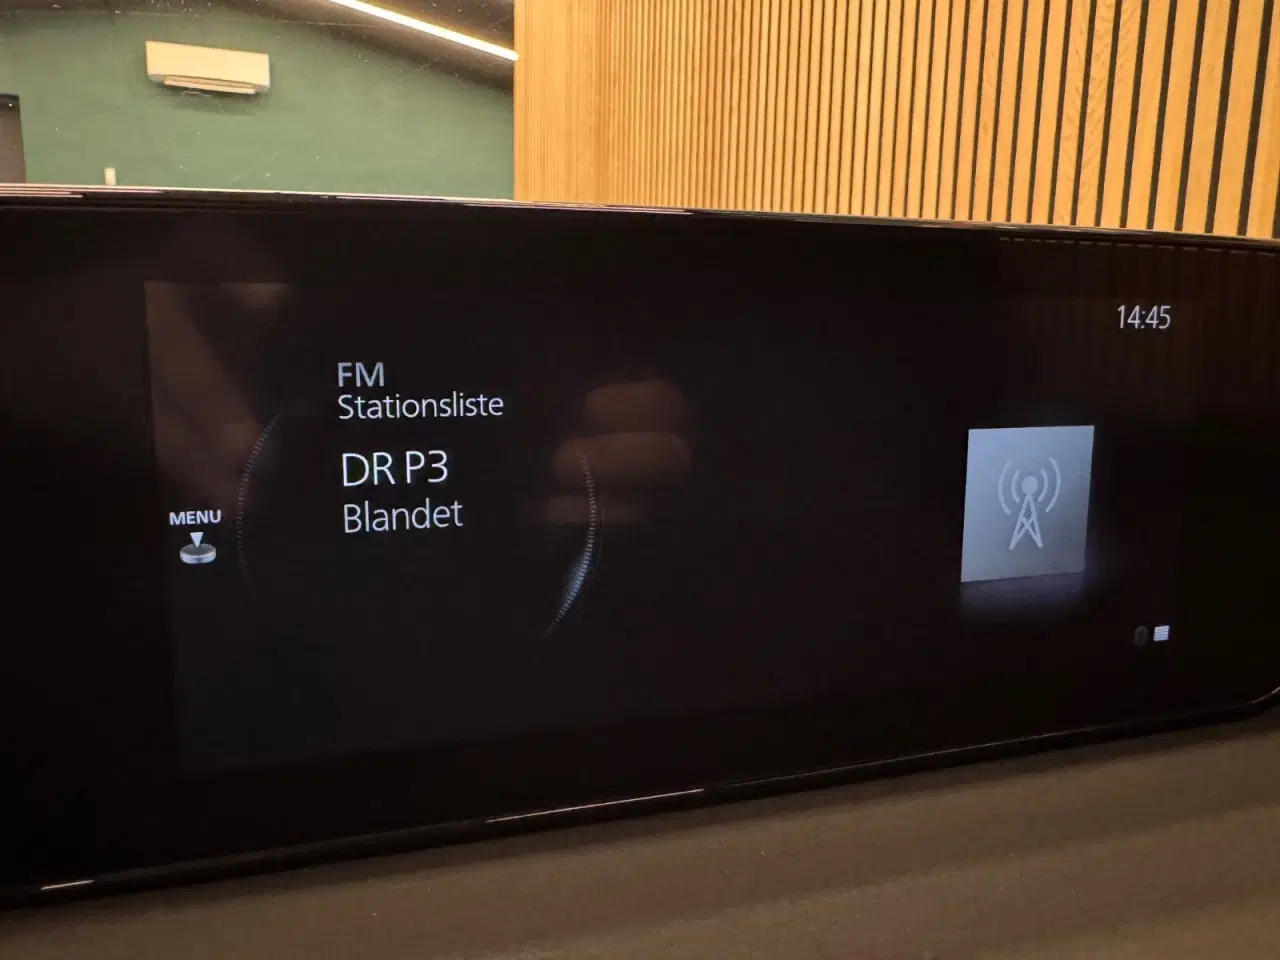 14:45
FM
Stationsliste
DR P3
Blandet
MENU